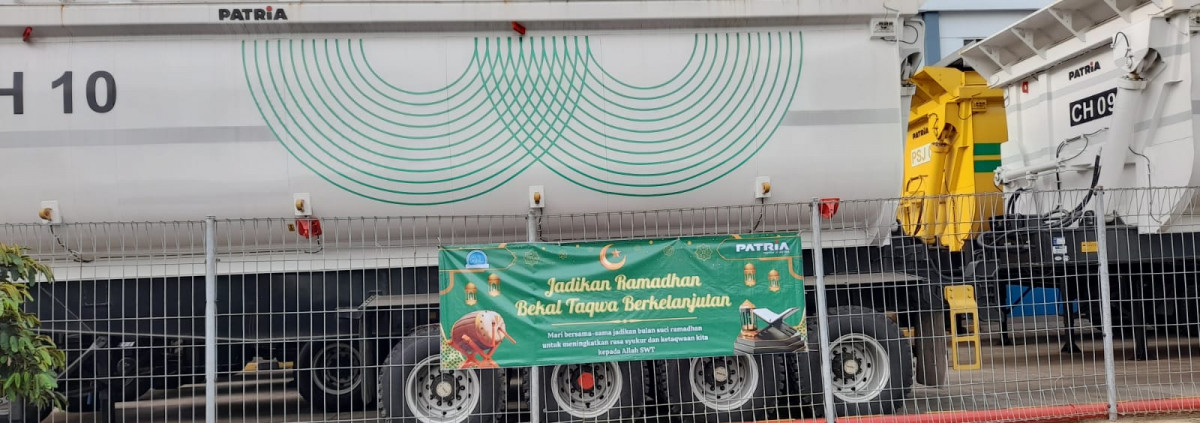 PATRIA
H 10
PATRIA
CH 09
PSJ
PATRIA
Jadikan Ramadhan
Bekal Taqwa Berkelanjutan
Mari bersama-sama jadikan bulan suci ramadhan
untuk meningkatkan rasa syukur dan ketaqwaan kita
kepada Allah SWT